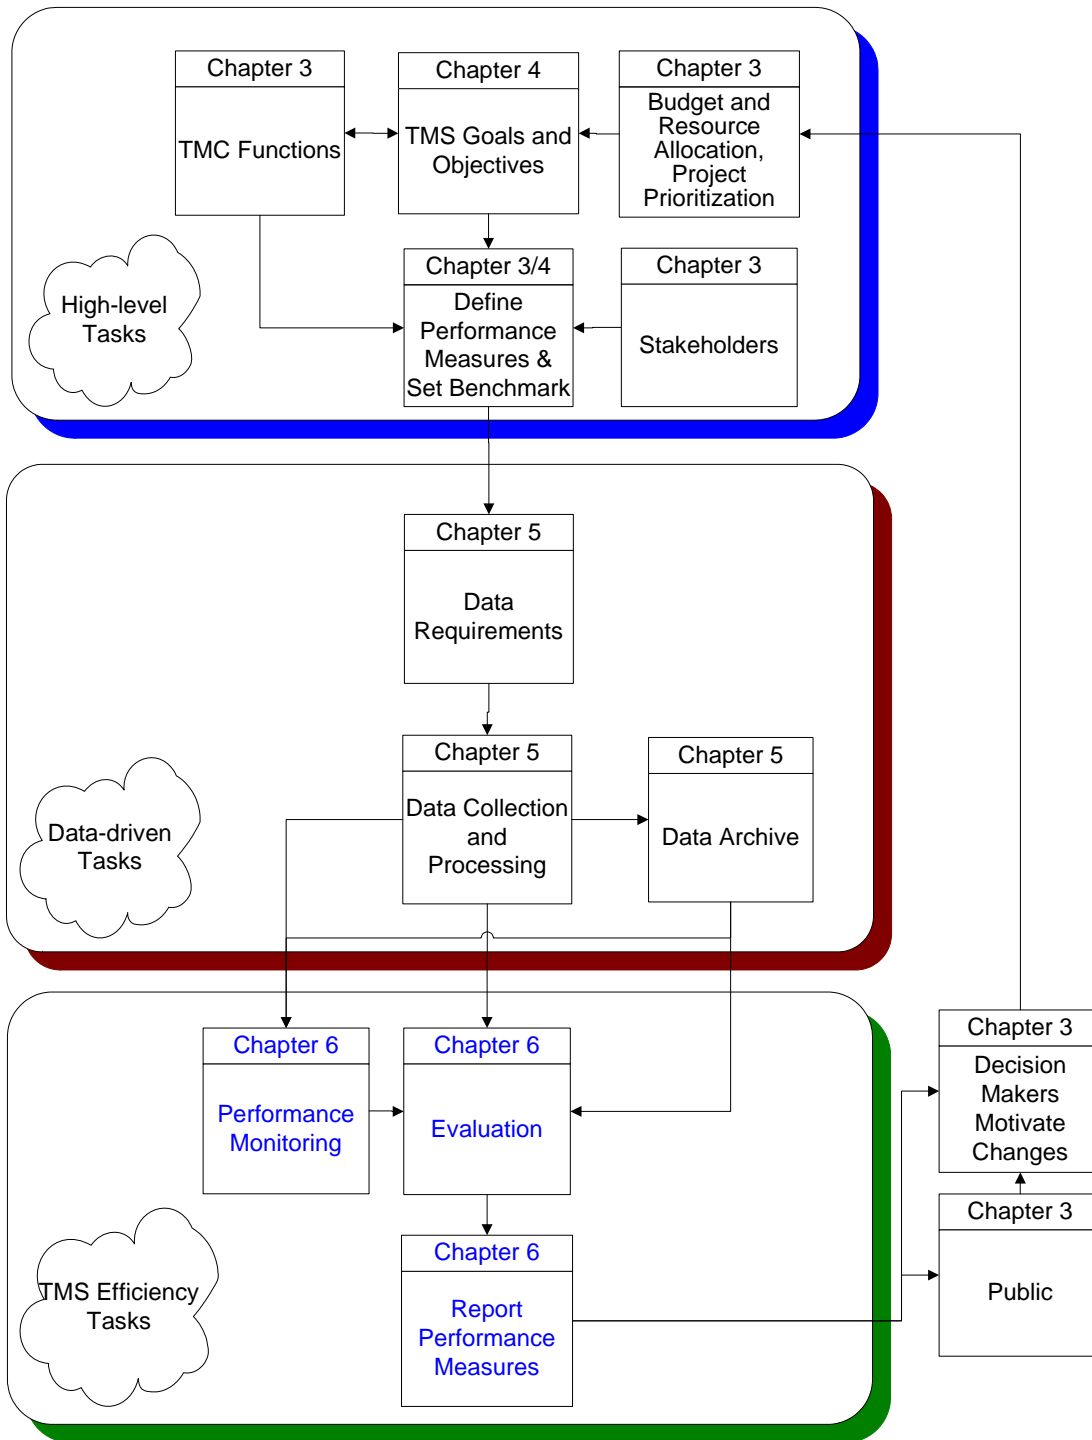 Chapter 3
TMC Functions
Chapter 4
TMS Goals and
Objectives
Chapter 3
Budget and
Resource
Allocation,
Project
Prioritization
High-level
Tasks
Chapter 3/4
Define
Performance
Measures &
Set Benchmark
Chapter 3
Stakeholders
Chapter 5
Data
Requirements
Data-driven
Tasks
Chapter 5
Data Collection
and
Processing
Chapter 5
Data Archive
Chapter 6
Performance
Monitoring
Chapter 6
Evaluation
Chapter 3
Decision
Makers
Motivate
Changes
TMS Efficiency
Tasks
Chapter 6
Report
Performance
Measures
Chapter 3
Public